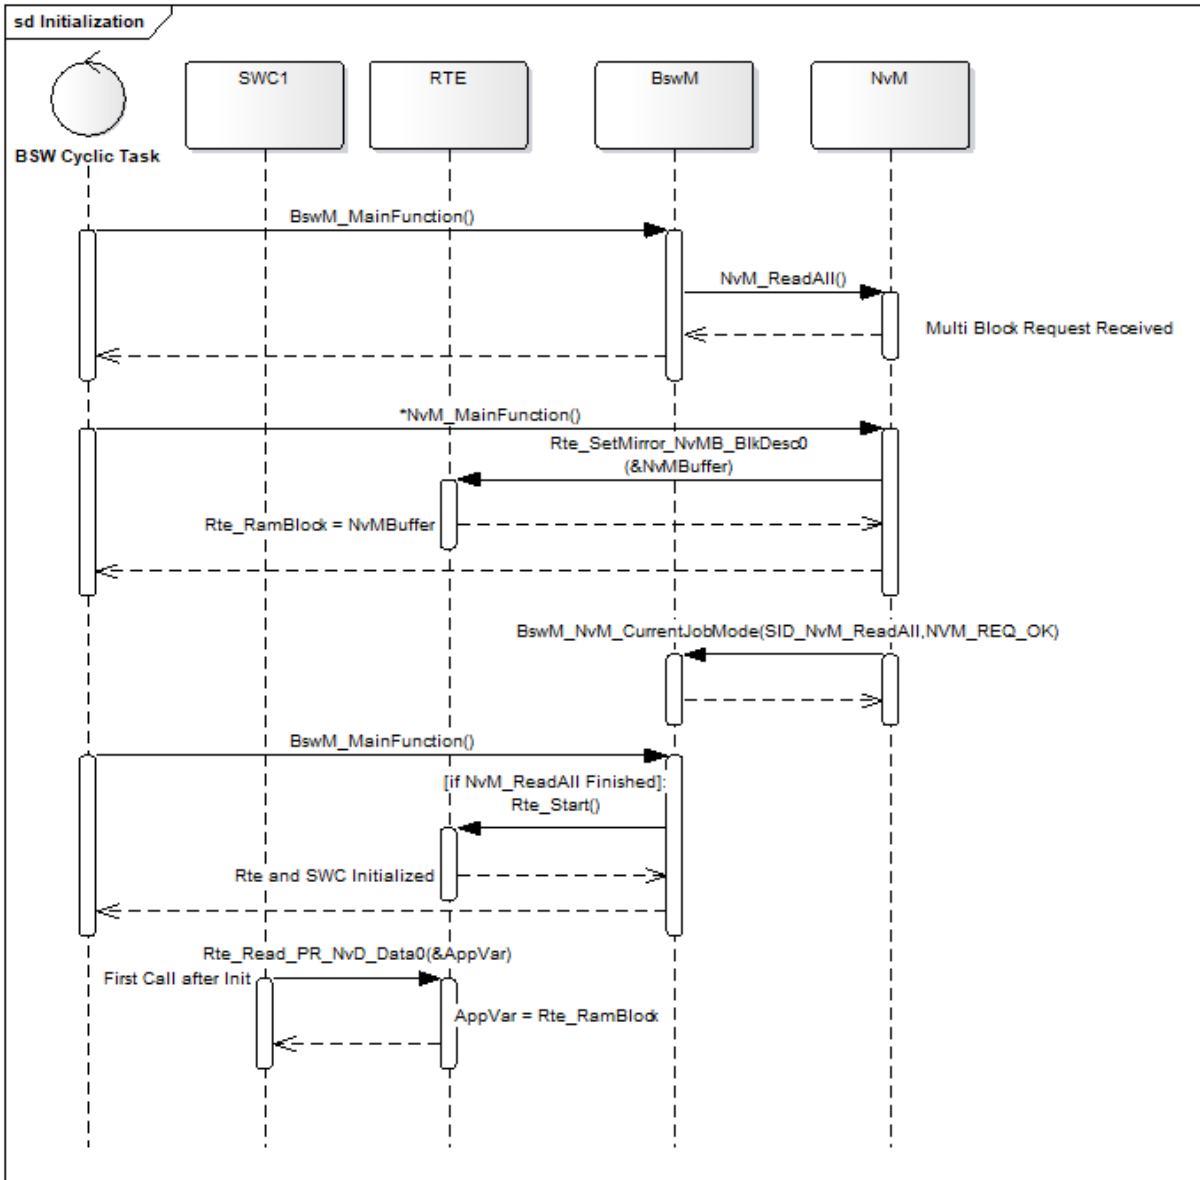 sd Initialization
SWC1
RTE
BswM
NvM
BSW Cyclic Task
BswM_MainFunction()
NvM_ReadAll()
Multi Block Request Received
*NvM_MainFunction()
Rte_SetMirror_NvMB_BlkDesc0
(&NvMBuffer)
Rte_RamBlock = NvMBuffer
BswM_NvM_CurrentJobMode(SID_NvM_ReadAll,NVM_REQ_OK)
BswM_MainFunction()
[if NvM_ReadAll Finished]:
Rte_Start()
Rte and SWC Initialized
Rte_Read_PR_NvD_Data0(&AppVar)
First Call after Init
AppVar = Rte_RamBlock